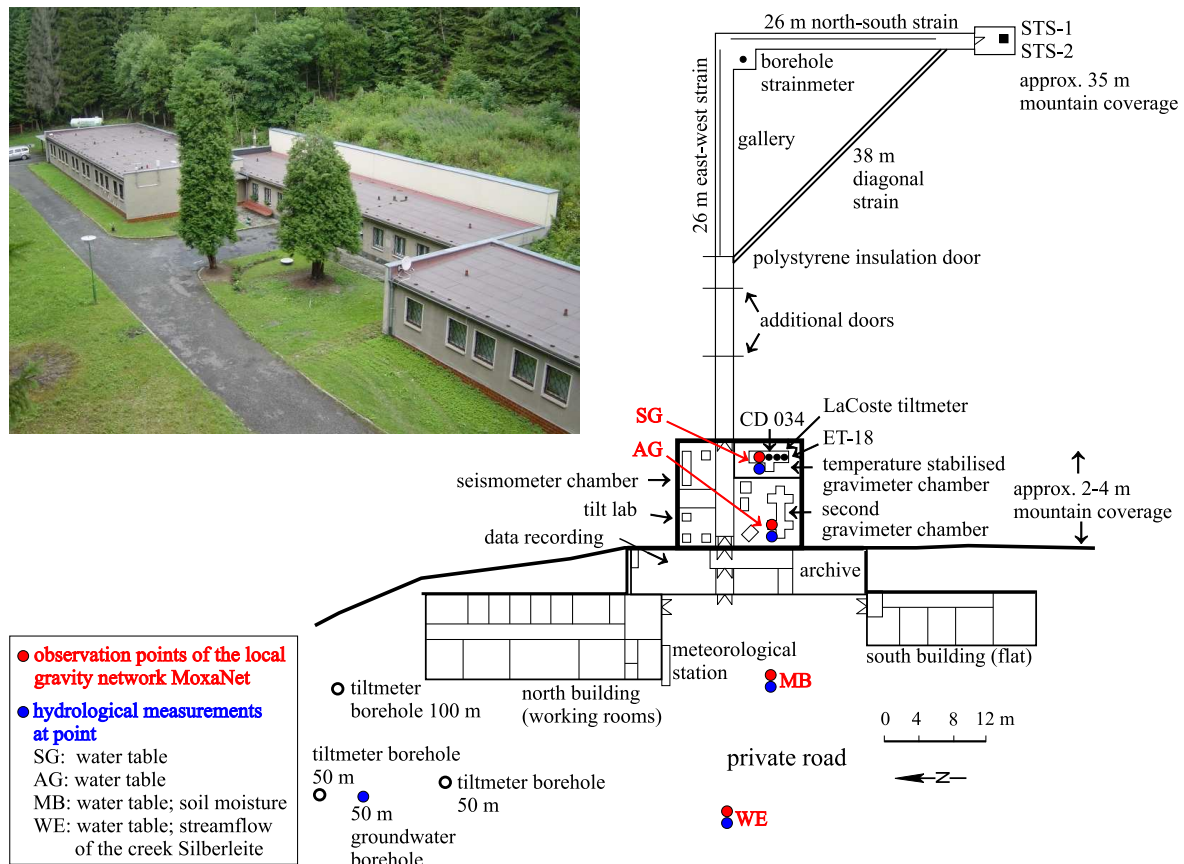 26 m north-south strain
STS-1
STS-2
approx. 35 m
mountain coverage
borehole
strainmeter
26 m east-west strain
gallery
38 m
diagonal
strain
polystyrene insulation door
additional doors
LaCoste tiltmeter
SG
CD 034
ET-18
AG
temperature stabilised
gravimeter chamber
seismometer chamber
approx. 2-4 m
mountain coverage
tilt lab
second
gravimeter chamber
data recording
archive
meteorological
station
south building (flat)
north building
(working rooms)
MB
tiltmeter
borehole 100 m
0 4 8 12 m
private road
N
tiltmeter borehole
50 m
tiltmeter borehole
50 m
50 m
groundwater
borehole
WE
observation points of the local
gravity network MoxaNet
hydrological measurements
at point
SG: water table
AG: water table
MB: water table; soil moisture
WE: water table; streamflow
of the creek Silberleite